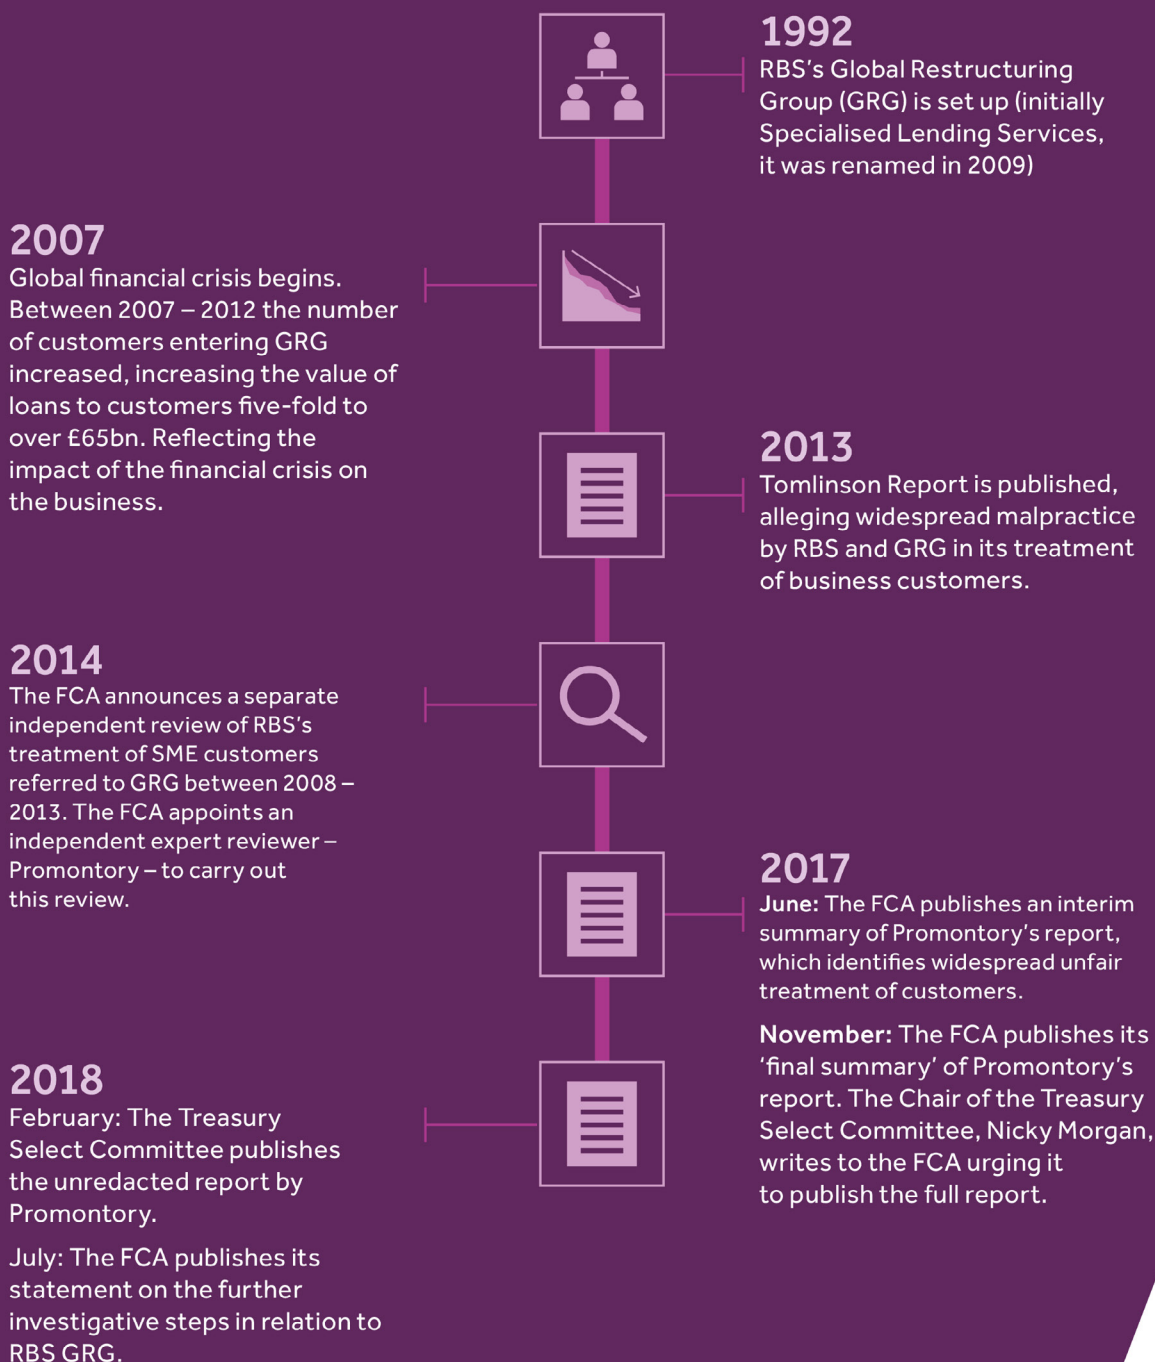 1992
RBS's Global Restructuring
Group (GRG) is set up (initially
Specialised Lending Services,
it was renamed in 2009)
2007
Global financial crisis begins.
Between 2007 – 2012 the number
of customers entering GRG
increased, increasing the value of
loans to customers five-fold to
over £65bn. Reflecting the
impact of the financial crisis on
the business.
2013
Tomlinson Report is published,
alleging widespread malpractice
by RBS and GRG in its treatment
of business customers.
2014
The FCA announces a separate
independent review of RBS's
treatment of SME customers
referred to GRG between 2008 –
2013. The FCA appoints an
independent expert reviewer –
Promontory – to carry out
this review.
2017
June: The FCA publishes an interim
summary of Promontory's report,
which identifies widespread unfair
treatment of customers.
November: The FCA publishes its
'final summary' of Promontory's
report. The Chair of the Treasury
Select Committee, Nicky Morgan,
writes to the FCA urging it
to publish the full report.
2018
February: The Treasury
Select Committee publishes
the unredacted report by
Promontory.
July: The FCA publishes its
statement on the further
investigative steps in relation to
RBS GRG.